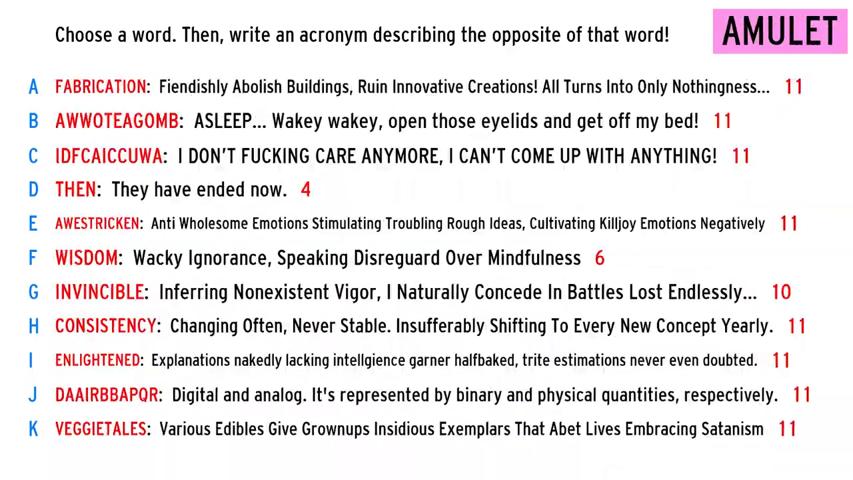 Choose a word. Then, write an acronym describing the opposite of that word!
AMULET
A FABRICATION: Fiendishly Abolish Buildings, Ruin Innovative Creations! All Turns Into Only Nothingness... 11
B AWWOTEAGOMB: ASLEEP... Wakey wakey, open those eyelids and get off my bed! 11
C IDFCAICCUWA: I DON'T FUCKING CARE ANYMORE, I CAN'T COME UP WITH ANYTHING! 11
D THEN: They have ended now. 4
E AWESTRICKEN: Anti Wholesome Emotions Stimulating Troubling Rough Ideas, Cultivating Killjoy Emotions Negatively 11
F WISDOM: Wacky Ignorance, Speaking Disreguard Over Mindfulness 6
G INVINCIBLE: Inferring Nonexistent Vigor, I Naturally Concede In Battles Lost Endlessly... 10
H CONSISTENCY: Changing Often, Never Stable. Insufferably Shifting To Every New Concept Yearly. 11
I ENLIGHTENED: Explanations nakedly lacking intellgience garner halfbaked, trite estimations never even doubted. 11
J DAAIRBBAPQR: Digital and analog. It's represented by binary and physical quantities, respectively. 11
K VEGGIETALES: Various Edibles Give Grownups Insidious Exemplars That Abet Lives Embracing Satanism 11